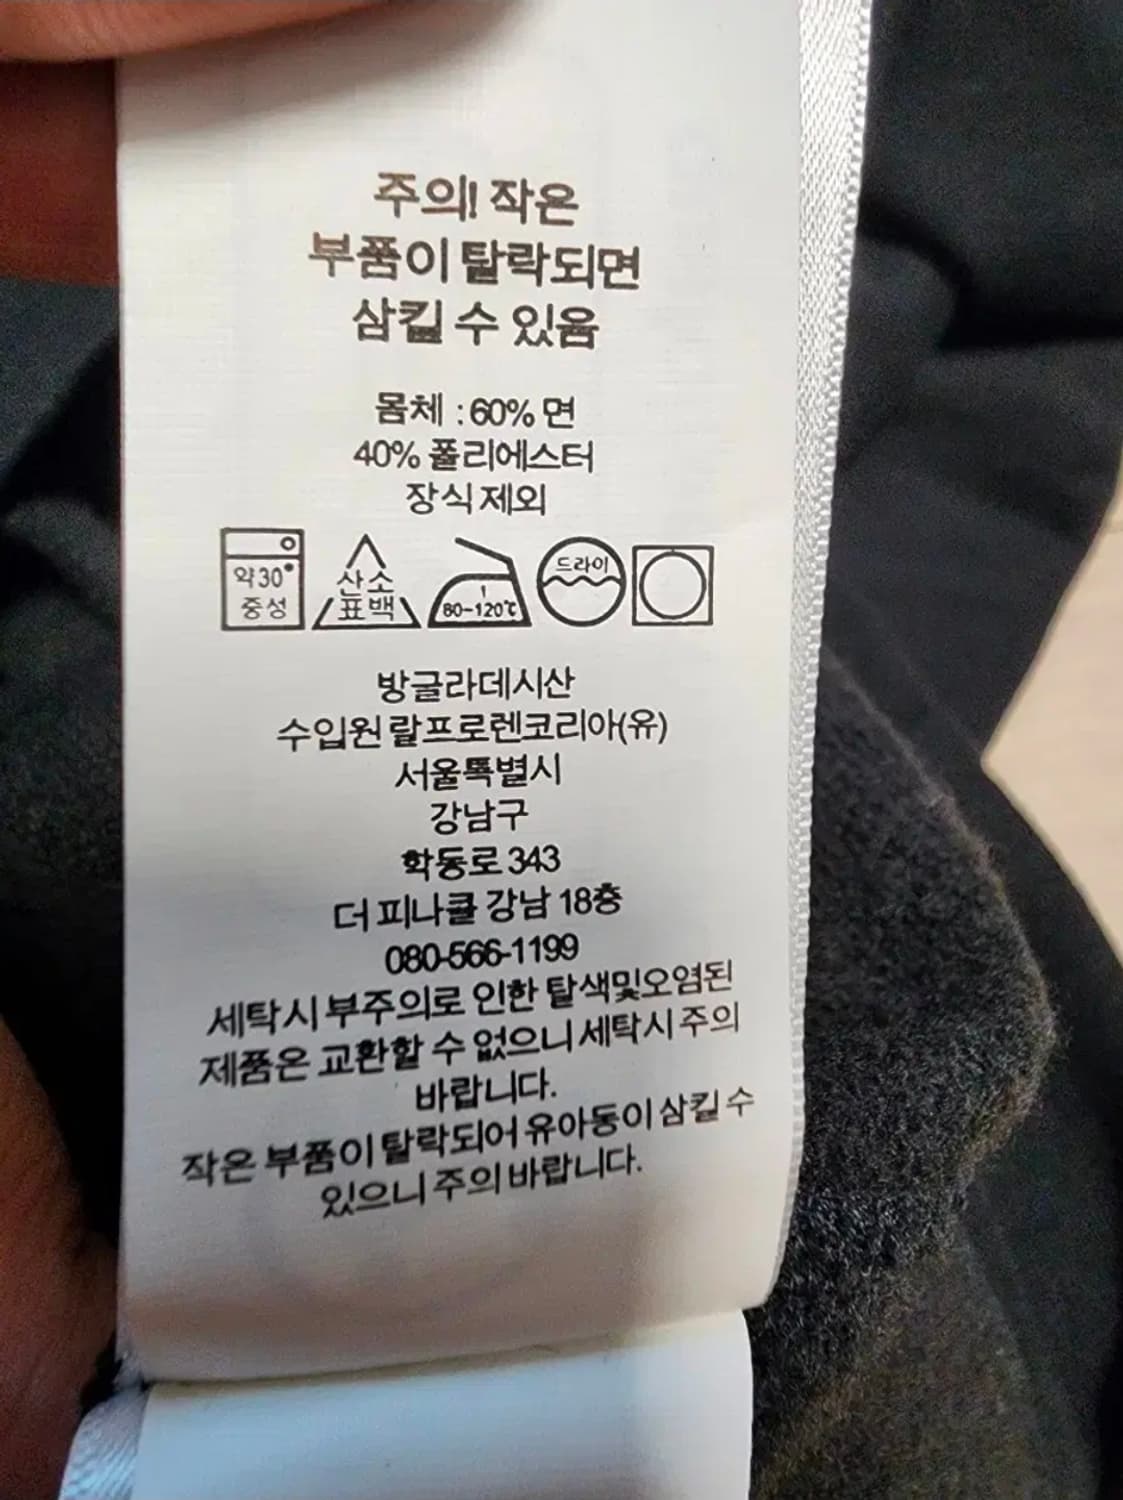 주의! 작은
부품이 탈락되면
삼킬 수 있음
몸체 : 60% 면
40% 폴리에스터
장식 제외
약30°
중성
산소
표백
80~120℃
드라이
방글라데시산
수입원 랄프로렌코리아(유)
서울특별시
강남구
학동로 343
더 피나클 강남 18층
080-566-1199
세탁시 부주의로 인한 탈색및오염된
제품은 교환할 수 없으니 세탁시 주의
바랍니다.
작은 부품이 탈락되어 유아동이 삼킬 수
있으니 주의 바랍니다.